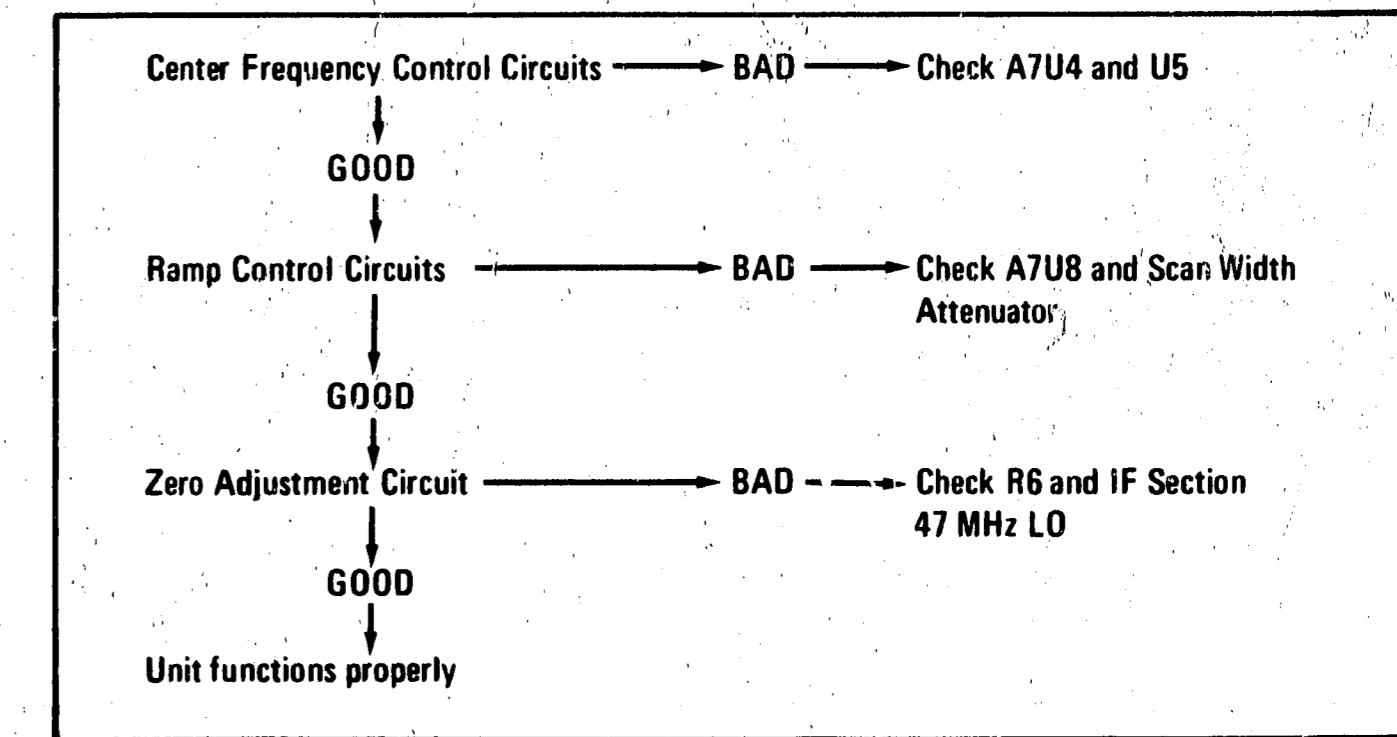 Center Frequency Control Circuits BAD Check A7U4 and U5
GOOD
Ramp Control Circuits BAD Check A7U8 and Scan Width
Attenuator
GOOD
Zero Adjustment Circuit BAD Check R6 and IF Section
47 MHz LO
GOOD
Unit functions properly